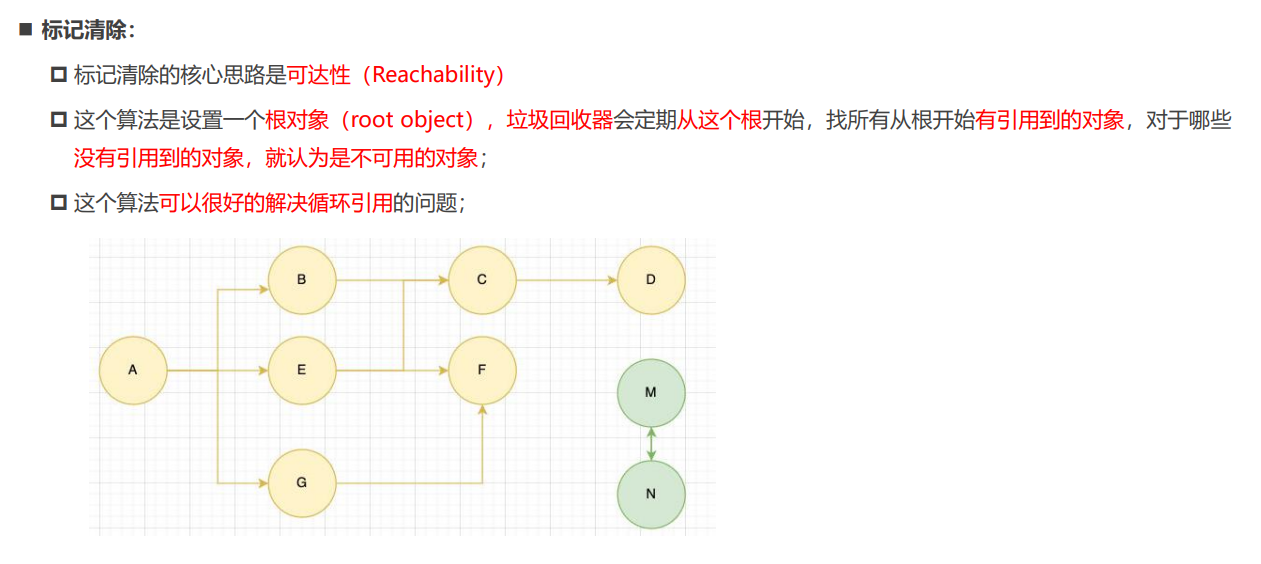 标记清除：
标记清除的核心思路是可达性（Reachability）
这个算法是设置一个根对象（root object），垃圾回收器会定期从这个根开始，找所有从根开始有引用到的对象，对于哪些
没有引用到的对象，就认为是不可用的对象；
这个算法可以很好的解决循环引用的问题；
B
C
D
A
E
F
M
G
N